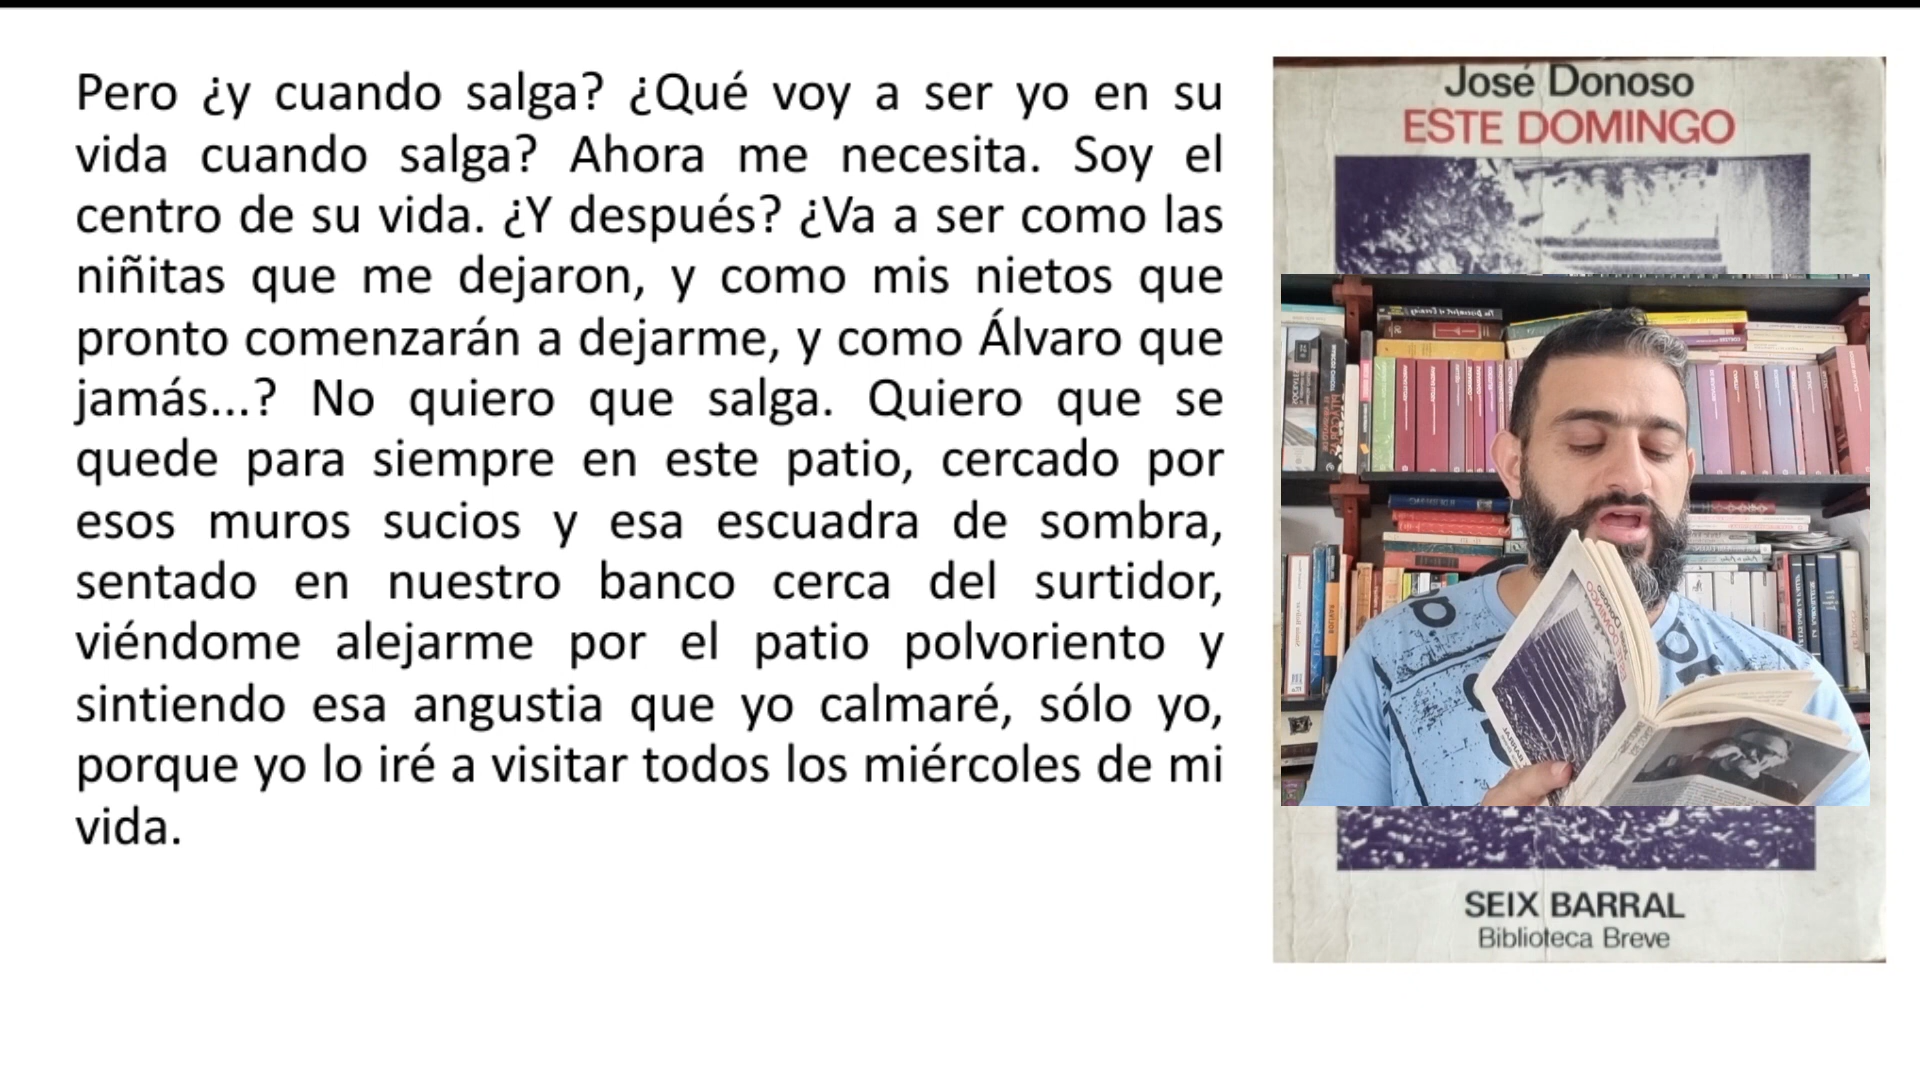 Pero ¿y cuando salga? ¿Qué voy a ser yo en su
vida cuando salga? Ahora me necesita. Soy el
centro de su vida. ¿Y después? ¿Va a ser como las
niñitas que me dejaron, y como mis nietos que
pronto comenzarán a dejarme, y como Álvaro que
jamás...? No quiero que salga. Quiero que se
quede para siempre en este patio, cercado por
esos muros sucios y esa escuadra de sombra,
sentado en nuestro banco cerca del surtidor,
viéndome alejarme por el patio polvoriento y
sintiendo esa angustia que yo calmaré, sólo yo,
porque yo lo iré a visitar todos los miércoles de mi
vida.
José Donoso
ESTE DOMINGO
SEIX BARRAL
Biblioteca Breve